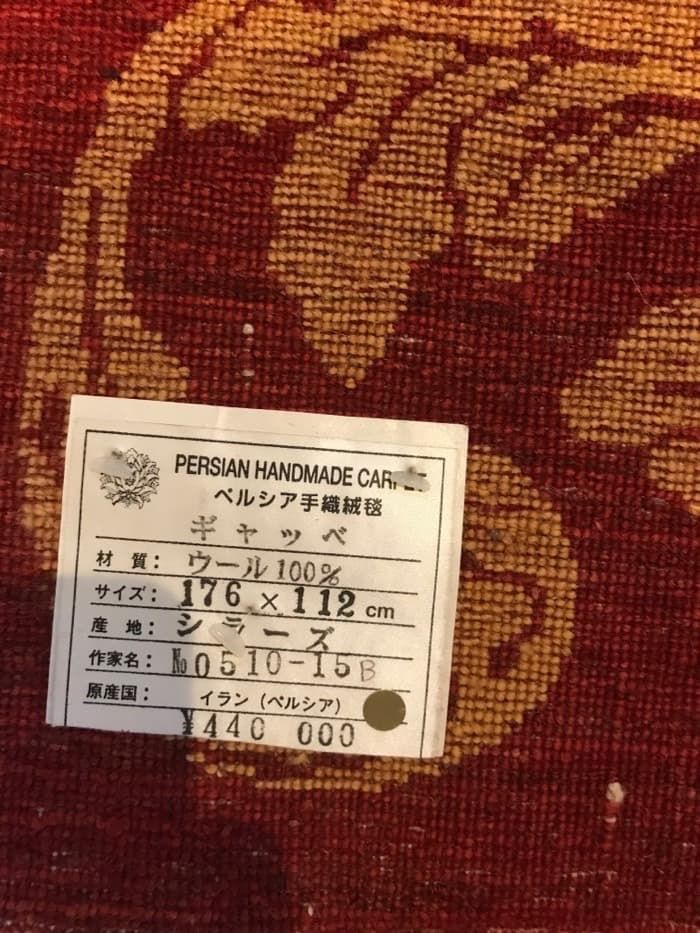 PERSIAN HANDMADE CARPET
ペルシア手織絨毯
ギャッベ
材 質： ウール100%
サイズ： 176 × 112 cm
産 地： シラーズ
作家名： №0510-15B
原産国： イラン（ペルシア）
¥440 000